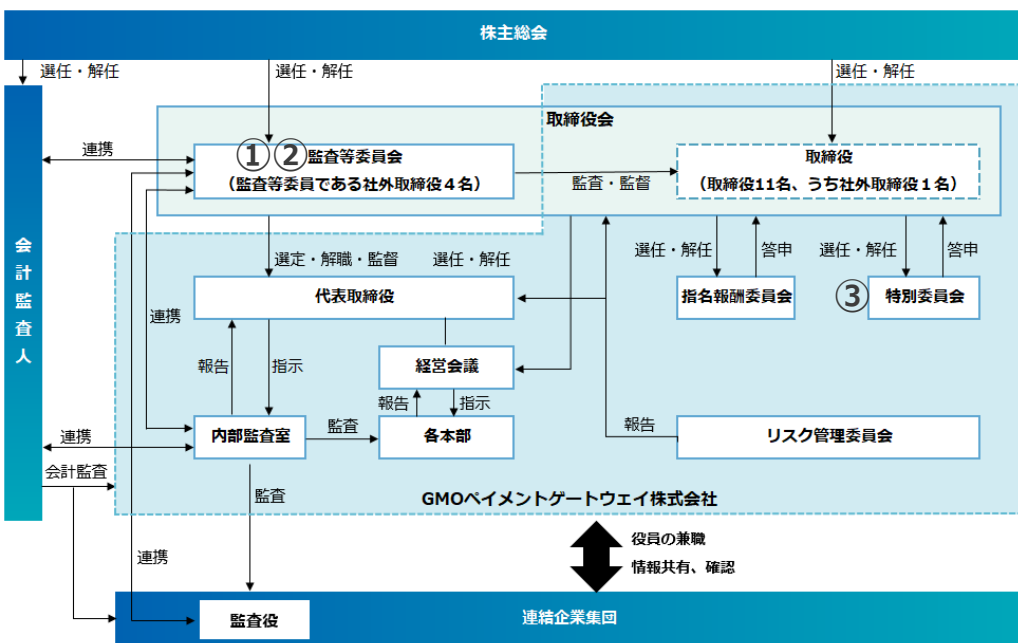 株主総会
選任・解任
選任・解任
選任・解任
取締役会
連携
①②監査等委員会
（監査等委員である社外取締役４名）
監査・監督
取締役
（取締役11名、うち社外取締役１名）
会計監査人
選定・解職・監督
選任・解任
選任・解任
答申
選任・解任
答申
代表取締役
指名報酬委員会
③特別委員会
連携
報告
指示
経営会議
報告
指示
連携
内部監査室
監査
各本部
報告
リスク管理委員会
会計監査
監査
GMOペイメントゲートウェイ株式会社
連携
役員の兼職
情報共有、確認
監査役
連結企業集団